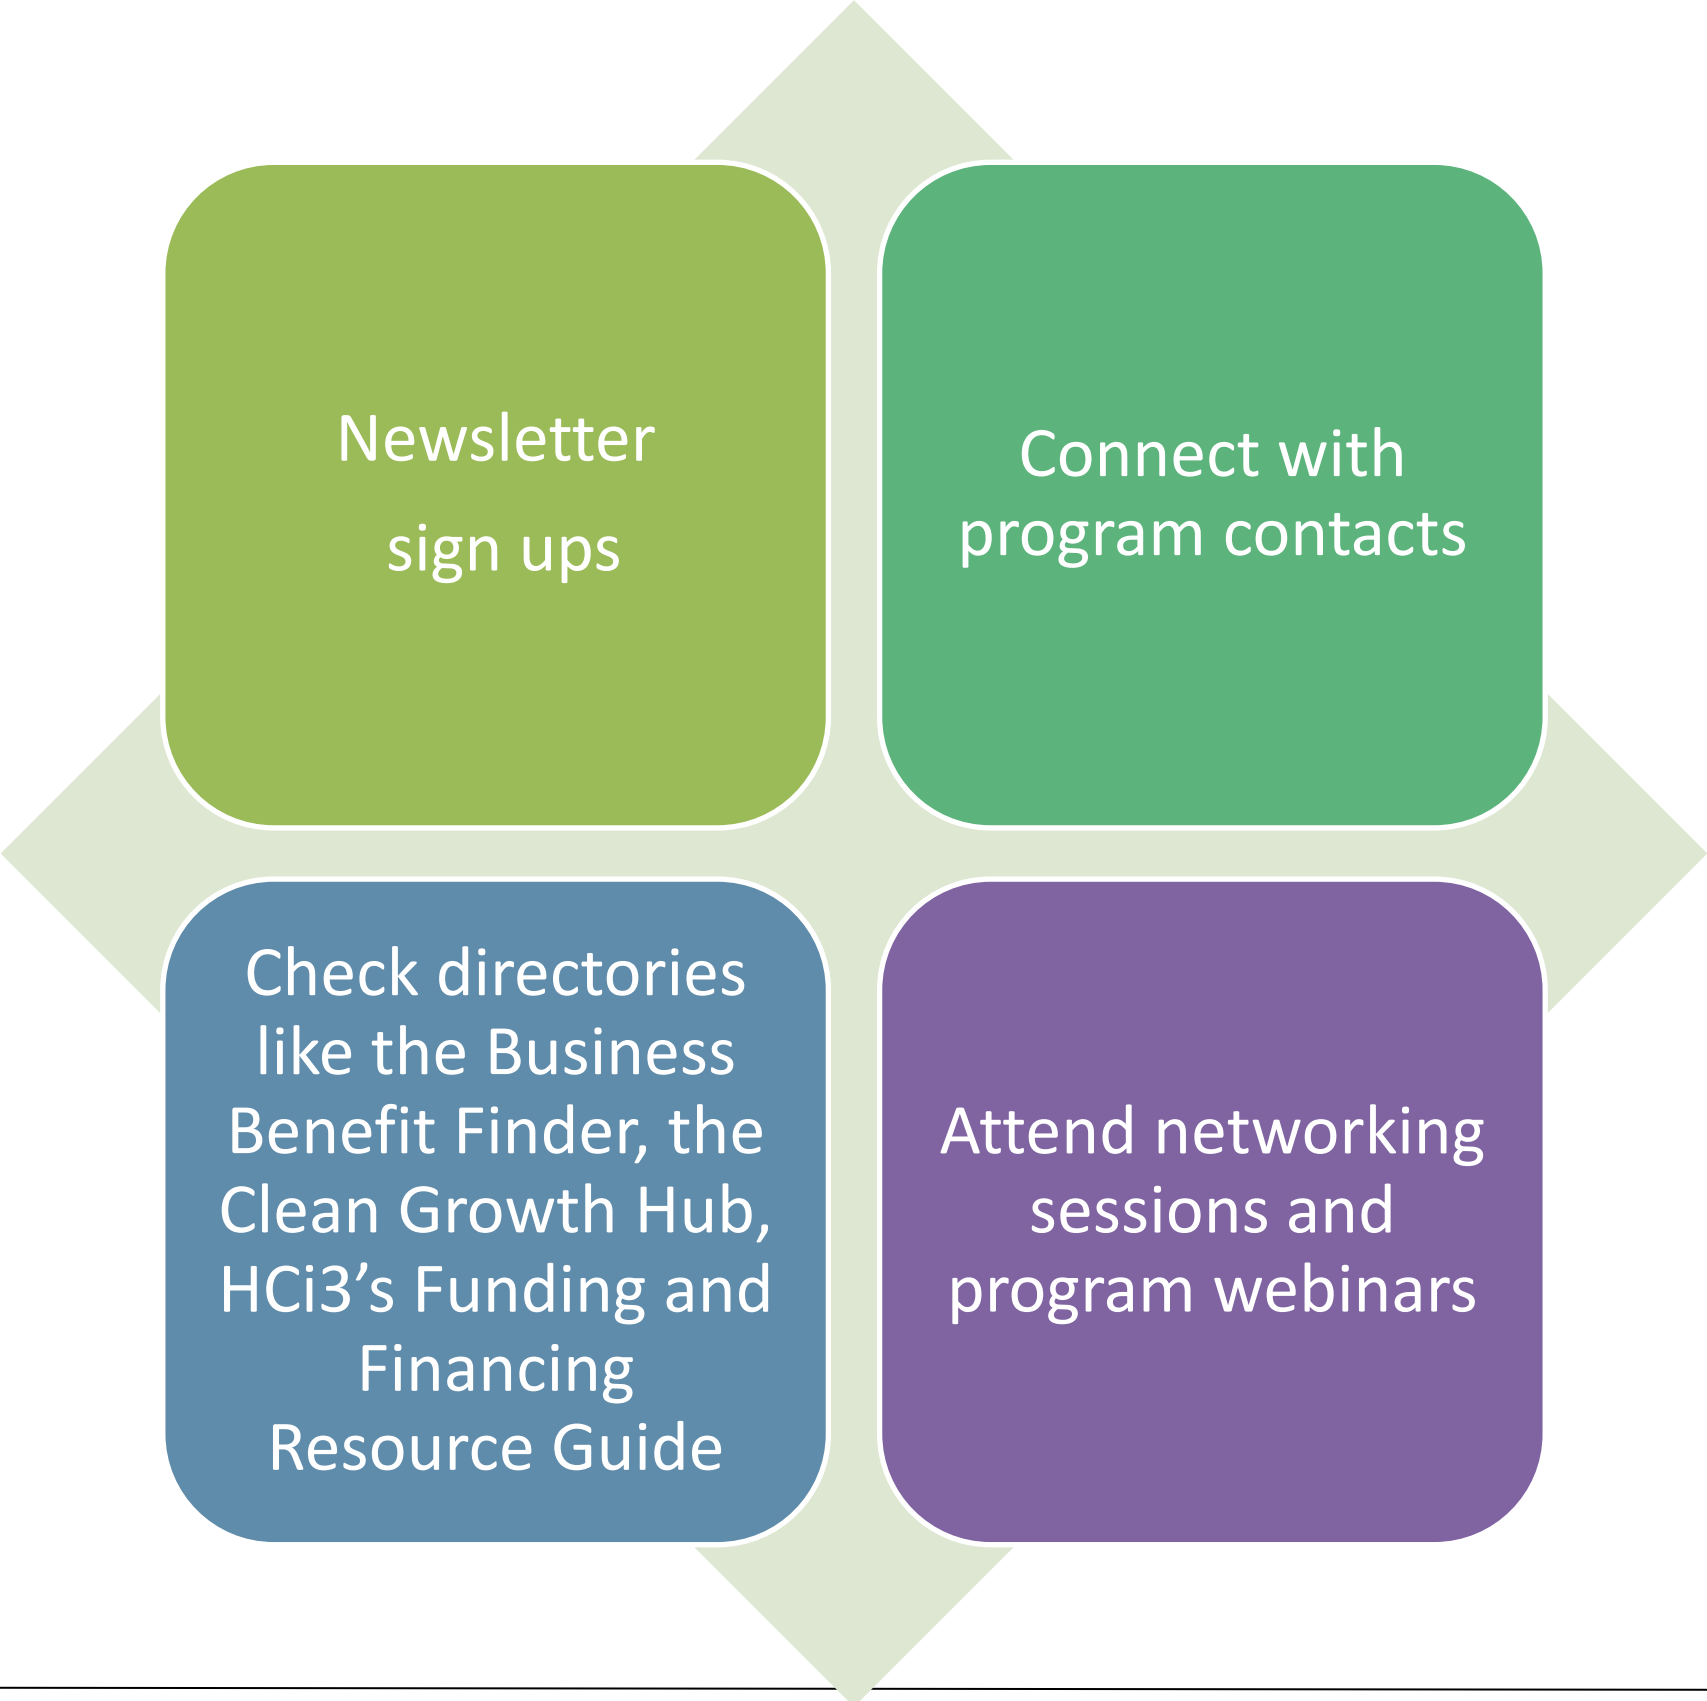 Newsletter
sign ups
Connect with
program contacts
Check directories
like the Business
Benefit Finder, the
Clean Growth Hub,
HCi3’s Funding and
Financing
Resource Guide
Attend networking
sessions and
program webinars